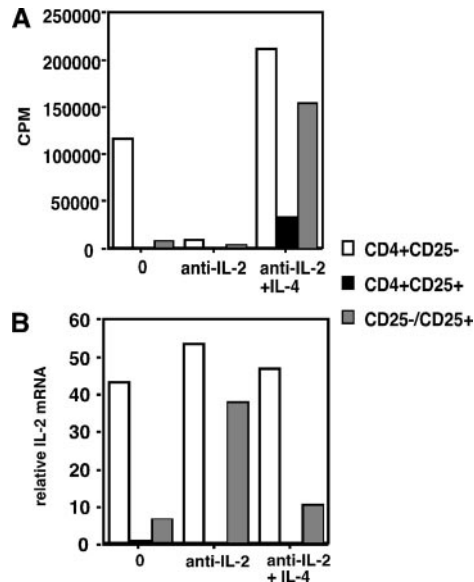 A
250000
200000
150000
100000
50000
0
CPM
0
anti-IL-2
anti-IL-2
+IL-4
CD4+CD25-
CD4+CD25+
CD25-/CD25+
B
60
50
40
30
20
10
0
relative IL-2 mRNA
0
anti-IL-2
anti-IL-2
+ IL-4